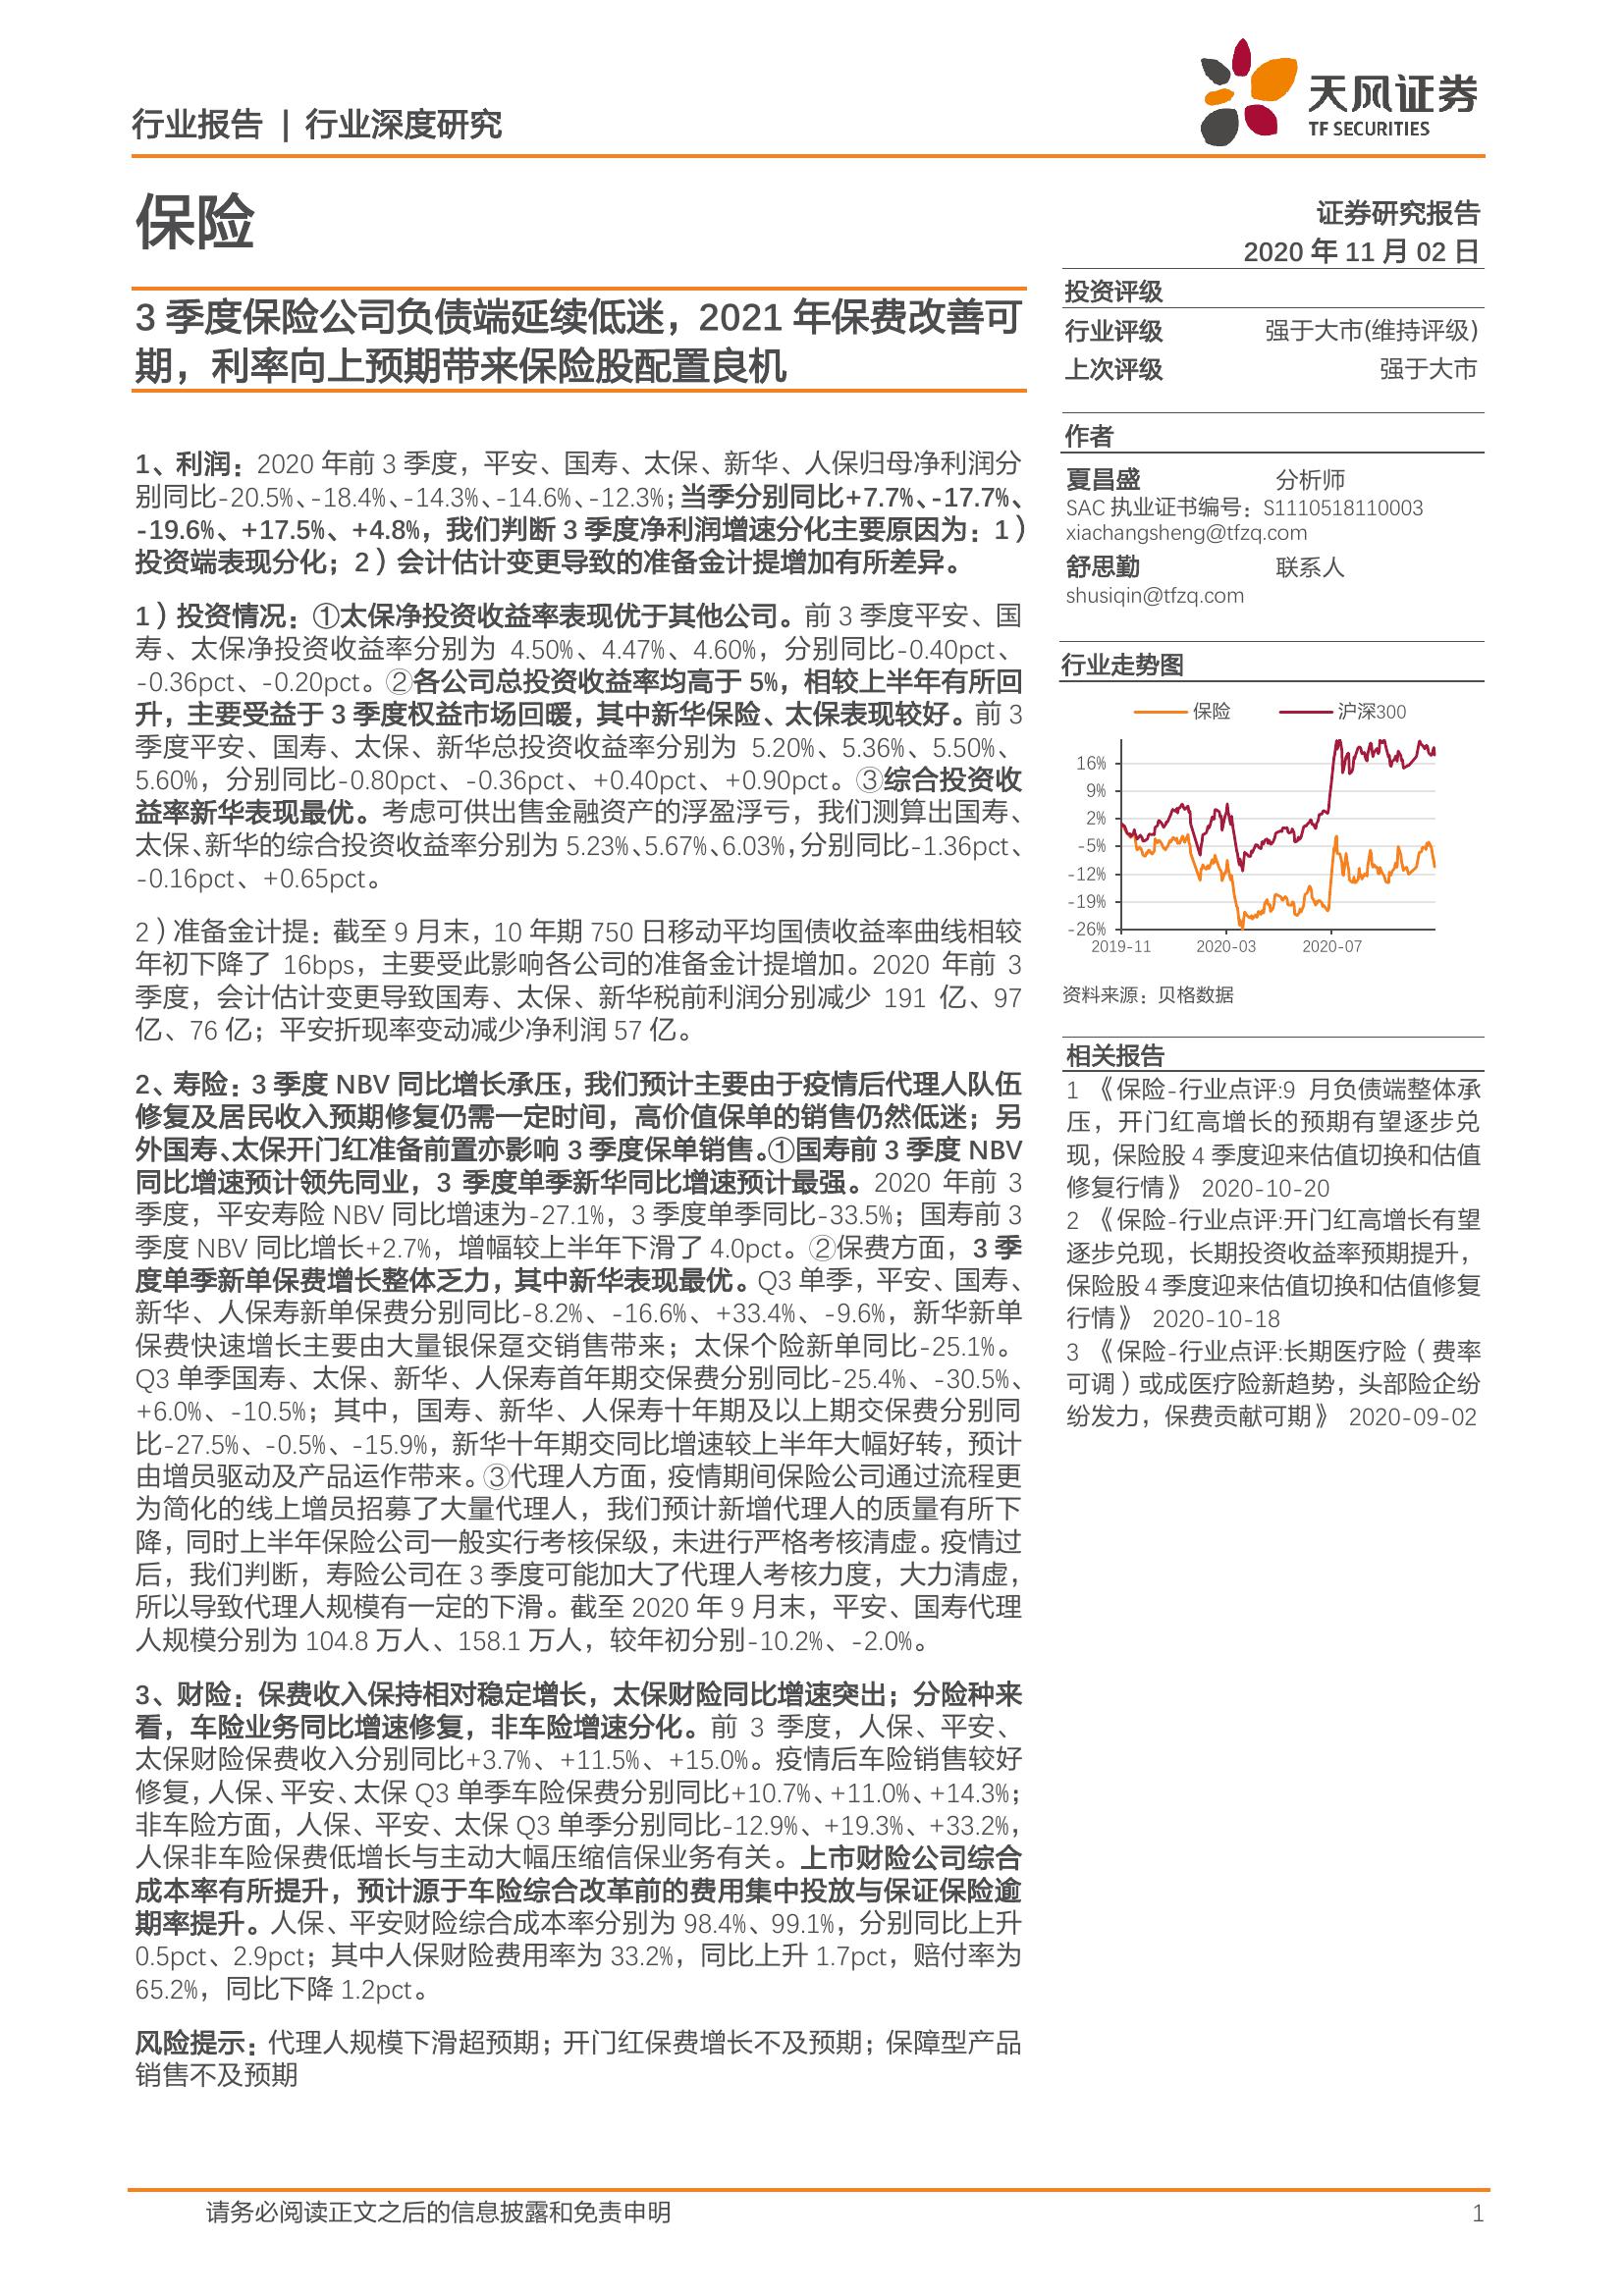 行业报告 | 行业深度研究
天风证券
TF SECURITIES
保险
证券研究报告
2020 年 11 月 02 日
3 季度保险公司负债端延续低迷，2021 年保费改善可
期，利率向上预期带来保险股配置良机
1、利润：2020 年前 3 季度，平安、国寿、太保、新华、人保归母净利润分
别同比-20.5%、-18.4%、-14.3%、-14.6%、-12.3%；当季分别同比+7.7%、-17.7%、
-19.6%、+17.5%、+4.8%，我们判断 3 季度净利润增速分化主要原因为：1）
投资端表现分化；2）会计估计变更导致的准备金计提增加有所差异。
1）投资情况：①太保净投资收益率表现优于其他公司。前 3 季度平安、国
寿、太保净投资收益率分别为 4.50%、4.47%、4.60%，分别同比-0.40pct、
-0.36pct、-0.20pct。②各公司总投资收益率均高于 5%，相较上半年有所回
升，主要受益于 3 季度权益市场回暖，其中新华保险、太保表现较好。前 3
季度平安、国寿、太保、新华总投资收益率分别为 5.20%、5.36%、5.50%、
5.60%，分别同比-0.80pct、-0.36pct、+0.40pct、+0.90pct。③综合投资收
益率新华表现最优。考虑可供出售金融资产的浮盈浮亏，我们测算出国寿、
太保、新华的综合投资收益率分别为 5.23%、5.67%、6.03%，分别同比-1.36pct、
-0.16pct、+0.65pct。
2）准备金计提：截至 9 月末，10 年期 750 日移动平均国债收益率曲线相较
年初下降了 16bps，主要受此影响各公司的准备金计提增加。2020 年前 3
季度，会计估计变更导致国寿、太保、新华税前利润分别减少 191 亿、97
亿、76 亿；平安折现率变动减少净利润 57 亿。
2、寿险：3 季度 NBV 同比增长承压，我们预计主要由于疫情后代理人队伍
修复及居民收入预期修复仍需一定时间，高价值保单的销售仍然低迷；另
外国寿、太保开门红准备前置亦影响 3 季度保单销售。①国寿前 3 季度 NBV
同比增速预计领先同业，3 季度单季新华同比增速预计最强。2020 年前 3
季度，平安寿险 NBV 同比增速为-27.1%，3 季度单季同比-33.5%；国寿前 3
季度 NBV 同比增长+2.7%，增幅较上半年下滑了 4.0pct。②保费方面，3 季
度单季新单保费增长整体乏力，其中新华表现最优。Q3 单季，平安、国寿、
新华、人保寿新单保费分别同比-8.2%、-16.6%、+33.4%、-9.6%，新华新单
保费快速增长主要由大量银保趸交销售带来；太保个险新单同比-25.1%。
Q3 单季国寿、太保、新华、人保寿首年期交保费分别同比-25.4%、-30.5%、
+6.0%、-10.5%；其中，国寿、新华、人保寿十年期及以上期交保费分别同
比-27.5%、-0.5%、-15.9%，新华十年期交同比增速较上半年大幅好转，预计
由增员驱动及产品运作带来。③代理人方面，疫情期间保险公司通过流程更
为简化的线上增员招募了大量代理人，我们预计新增代理人的质量有所下
降，同时上半年保险公司一般实行考核保级，未进行严格考核清虚。疫情过
后，我们判断，寿险公司在 3 季度可能加大了代理人考核力度，大力清虚，
所以导致代理人规模有一定的下滑。截至 2020 年 9 月末，平安、国寿代理
人规模分别为 104.8 万人、158.1 万人，较年初分别-10.2%、-2.0%。
3、财险：保费收入保持相对稳定增长，太保财险同比增速突出；分险种来
看，车险业务同比增速修复，非车险增速分化。前 3 季度，人保、平安、
太保财险保费收入分别同比+3.7%、+11.5%、+15.0%。疫情后车险销售较好
修复，人保、平安、太保 Q3 单季车险保费分别同比+10.7%、+11.0%、+14.3%；
非车险方面，人保、平安、太保 Q3 单季分别同比-12.9%、+19.3%、+33.2%，
人保非车险保费低增长与主动大幅压缩信保业务有关。上市财险公司综合
成本率有所提升，预计源于车险综合改革前的费用集中投放与保证保险逾
期率提升。人保、平安财险综合成本率分别为 98.4%、99.1%，分别同比上升
0.5pct、2.9pct；其中人保财险费用率为 33.2%，同比上升 1.7pct，赔付率为
65.2%，同比下降 1.2pct。
风险提示：代理人规模下滑超预期；开门红保费增长不及预期；保障型产品
销售不及预期
投资评级
行业评级 强于大市(维持评级)
上次评级 强于大市
作者
夏昌盛 分析师
SAC 执业证书编号：S1110518110003
xiachangsheng@tfzq.com
舒思勤 联系人
shusiqin@tfzq.com
行业走势图
保险 沪深300
16%
9%
2%
-5%
-12%
-19%
-26%
2019-11 2020-03 2020-07
资料来源：贝格数据
相关报告
1 《保险-行业点评:9 月负债端整体承
压，开门红高增长的预期有望逐步兑
现，保险股 4 季度迎来估值切换和估值
修复行情》 2020-10-20
2 《保险-行业点评:开门红高增长有望
逐步兑现，长期投资收益率预期提升，
保险股 4 季度迎来估值切换和估值修复
行情》 2020-10-18
3 《保险-行业点评:长期医疗险（费率
可调）或成医疗险新趋势，头部险企纷
纷发力，保费贡献可期》 2020-09-02
请务必阅读正文之后的信息披露和免责申明 1